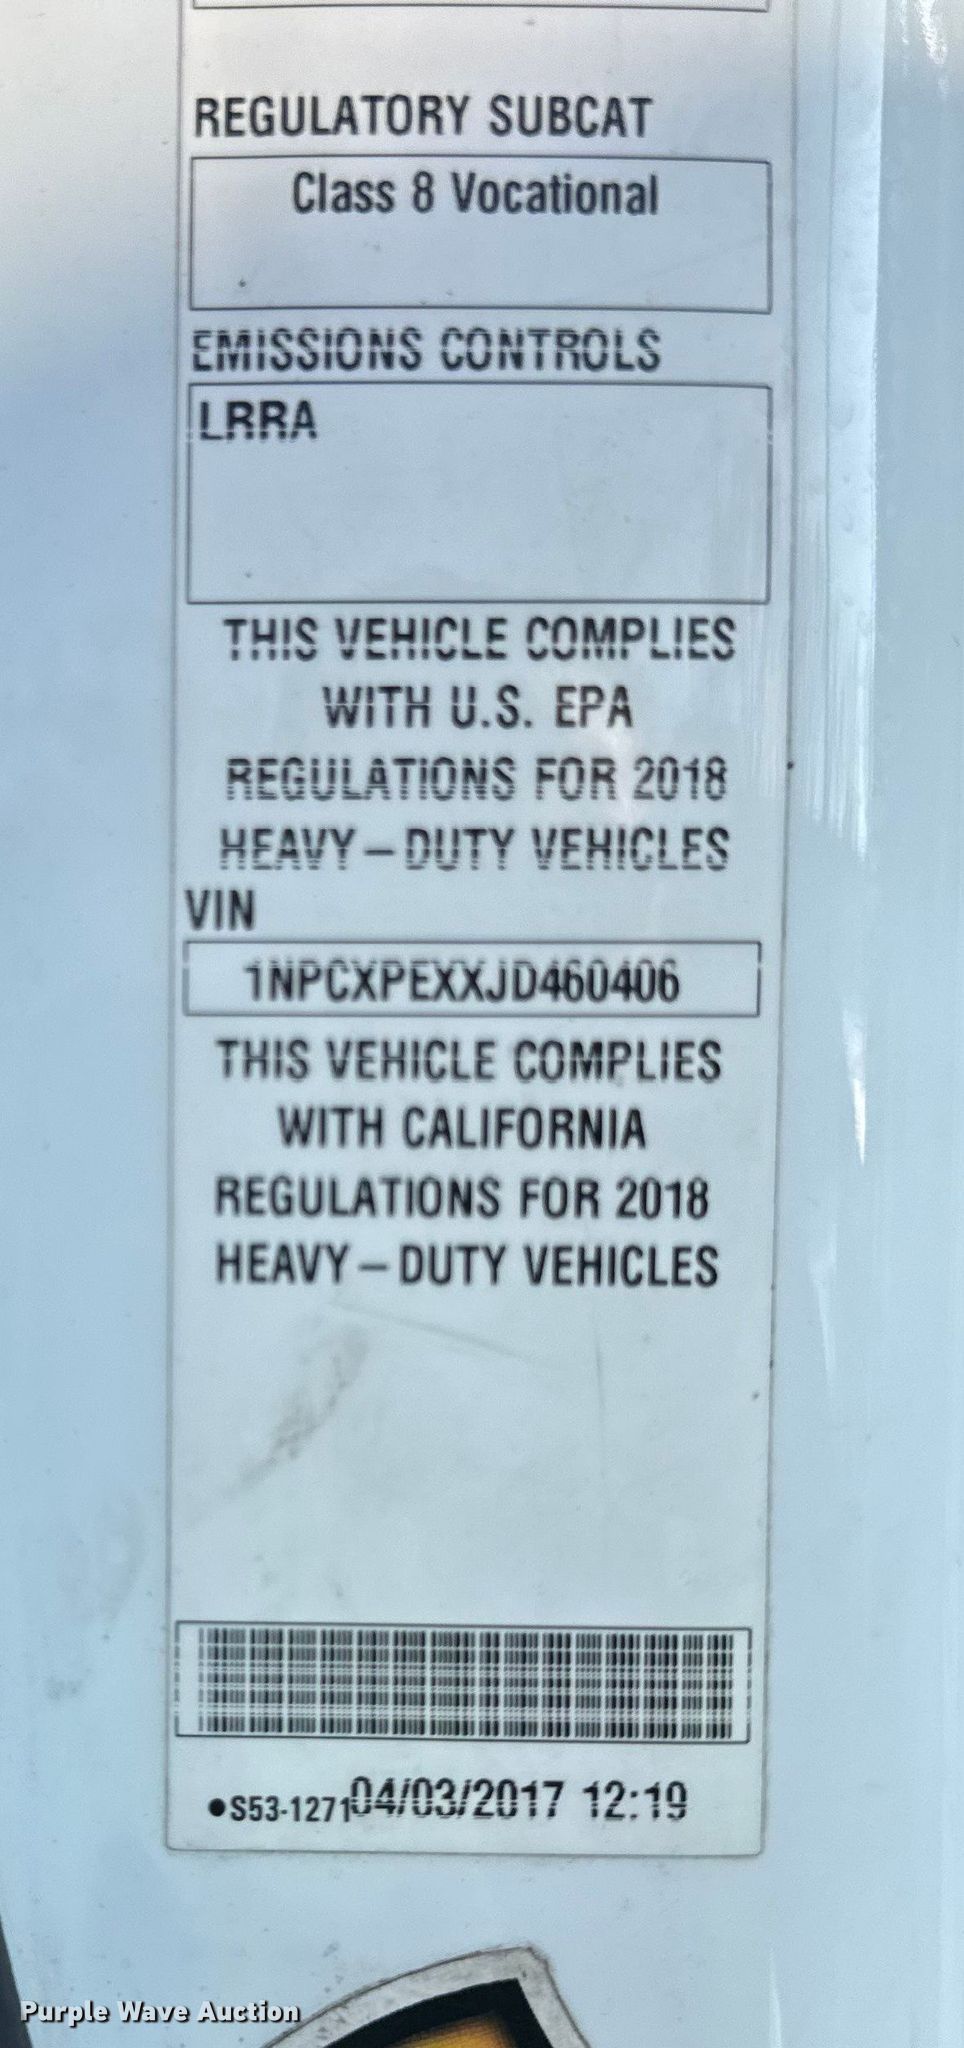 REGULATORY SUBCAT
Class 8 Vocational
EMISSIONS CONTROLS
LRRA
THIS VEHICLE COMPLIES
WITH U.S. EPA
REGULATIONS FOR 2018
HEAVY-DUTY VEHICLES
VIN
1NPCXPEXXJD460406
THIS VEHICLE COMPLIES
WITH CALIFORNIA
REGULATIONS FOR 2018
HEAVY-DUTY VEHICLES
●S53-1271 04/03/2017 12:19
Purple Wave Auction